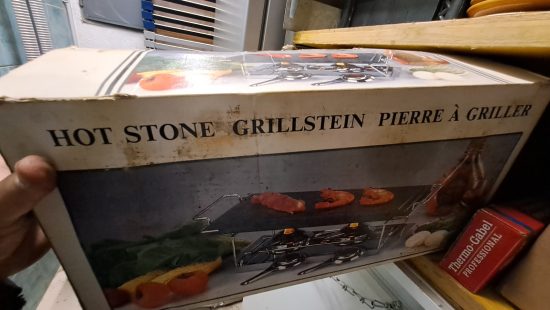 HOT STONE GRILLSTEIN PIERRE À GRILLER
Thermo-Gabel
PROFESSIONAL